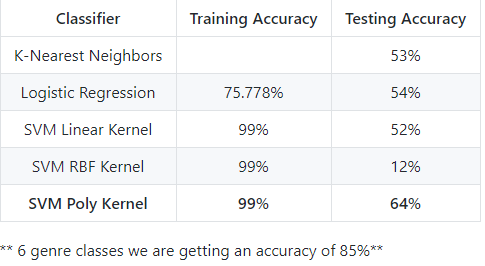 Classifier Training Accuracy Testing Accuracy
K-Nearest Neighbors 53%
Logistic Regression 75.778% 54%
SVM Linear Kernel 99% 52%
SVM RBF Kernel 99% 12%
SVM Poly Kernel 99% 64%
** 6 genre classes we are getting an accuracy of 85%**